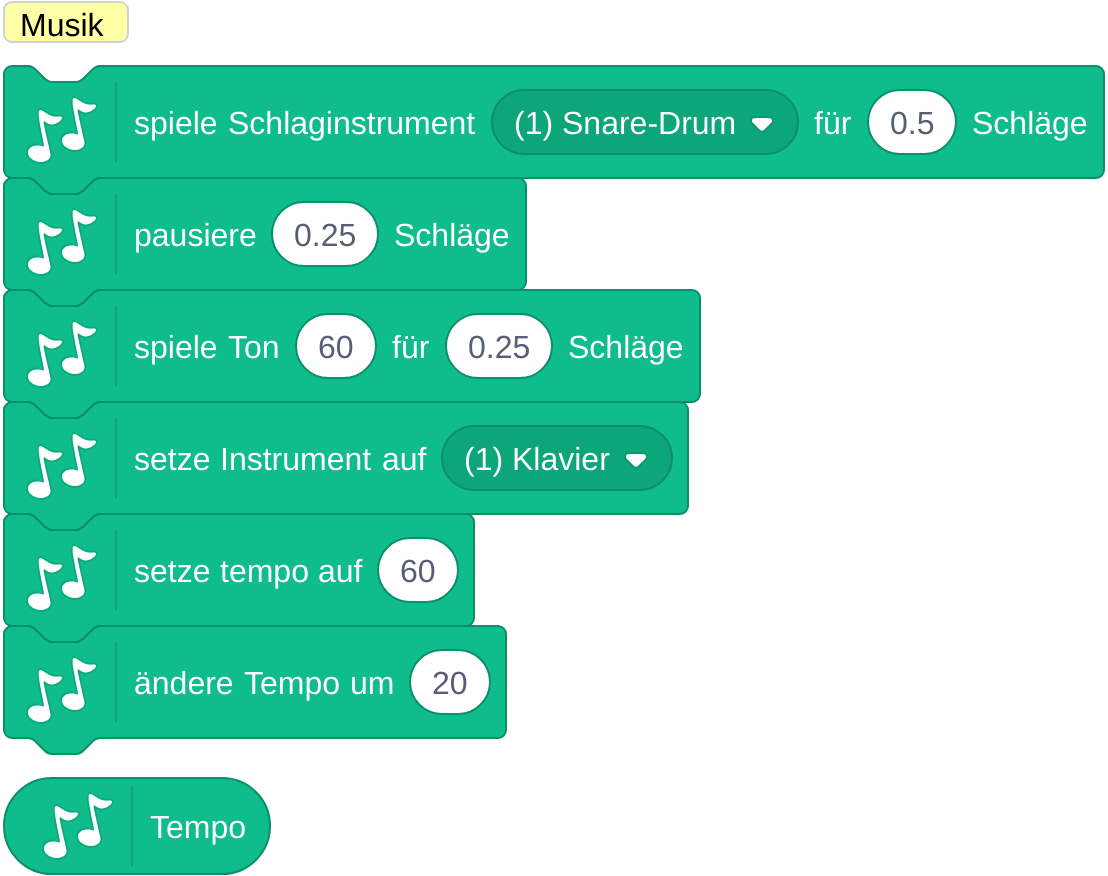 Musik
spiele Schlaginstrument (1) Snare-Drum für 0.5 Schläge
pausiere 0.25 Schläge
spiele Ton 60 für 0.25 Schläge
setze Instrument auf (1) Klavier
setze tempo auf 60
ändere Tempo um 20
Tempo